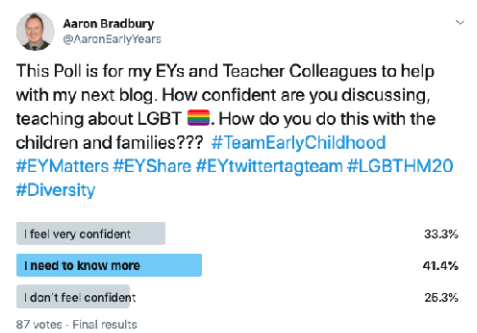 Aaron Bradbury
@AaronEarlyYears
This Poll is for my EYs and Teacher Colleagues to help
with my next blog. How confident are you discussing,
teaching about LGBT 🏳️‍🌈. How do you do this with the
children and families??? #TeamEarlyChildhood
#EYMatters #EYShare #EYtwittertagteam #LGBTHM20
#Diversity
I feel very confident 33.3%
I need to know more 41.4%
I don't feel confident 25.3%
87 votes · Final results